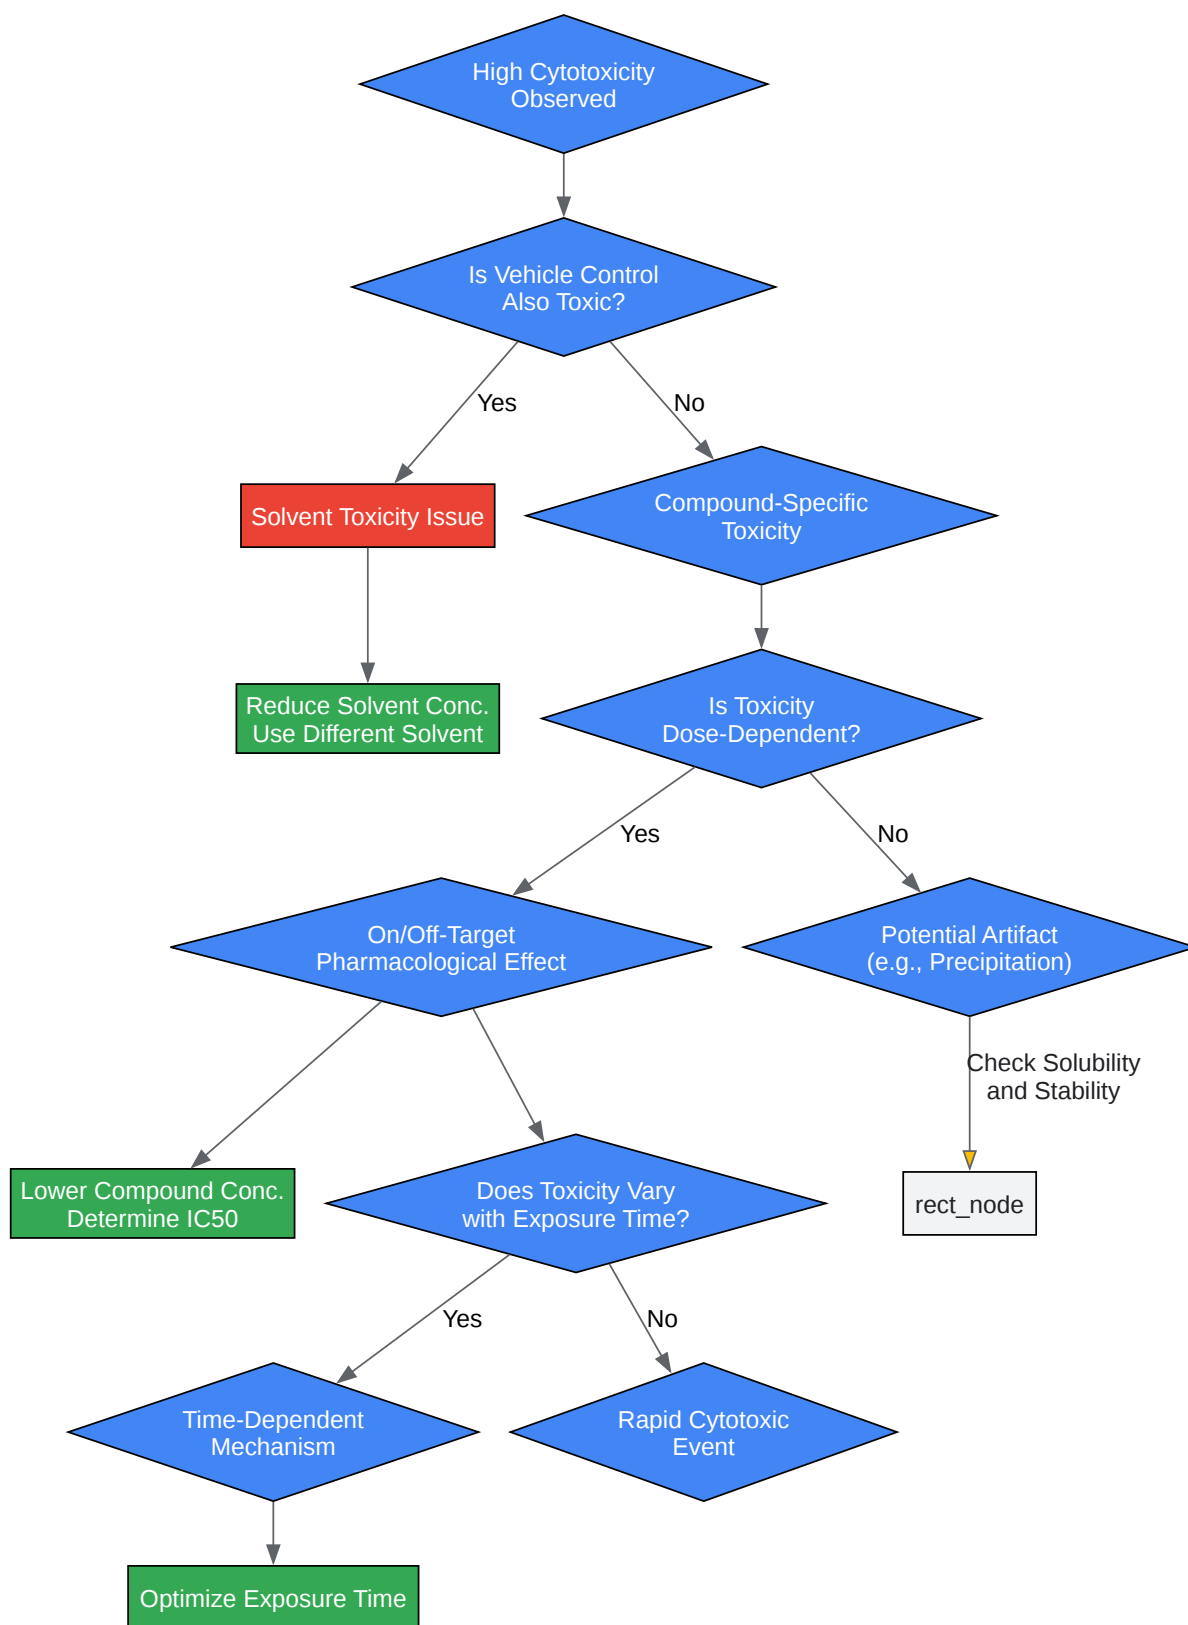 High Cytotoxicity
Observed
Is Vehicle Control
Also Toxic?
Yes
No
Solvent Toxicity Issue
Compound-Specific
Toxicity
Reduce Solvent Conc.
Use Different Solvent
Is Toxicity
Dose-Dependent?
Yes
No
On/Off-Target
Pharmacological Effect
Potential Artifact
(e.g., Precipitation)
Check Solubility
and Stability
Lower Compound Conc.
Determine IC50
Does Toxicity Vary
with Exposure Time?
rect_node
Yes
No
Time-Dependent
Mechanism
Rapid Cytotoxic
Event
Optimize Exposure Time